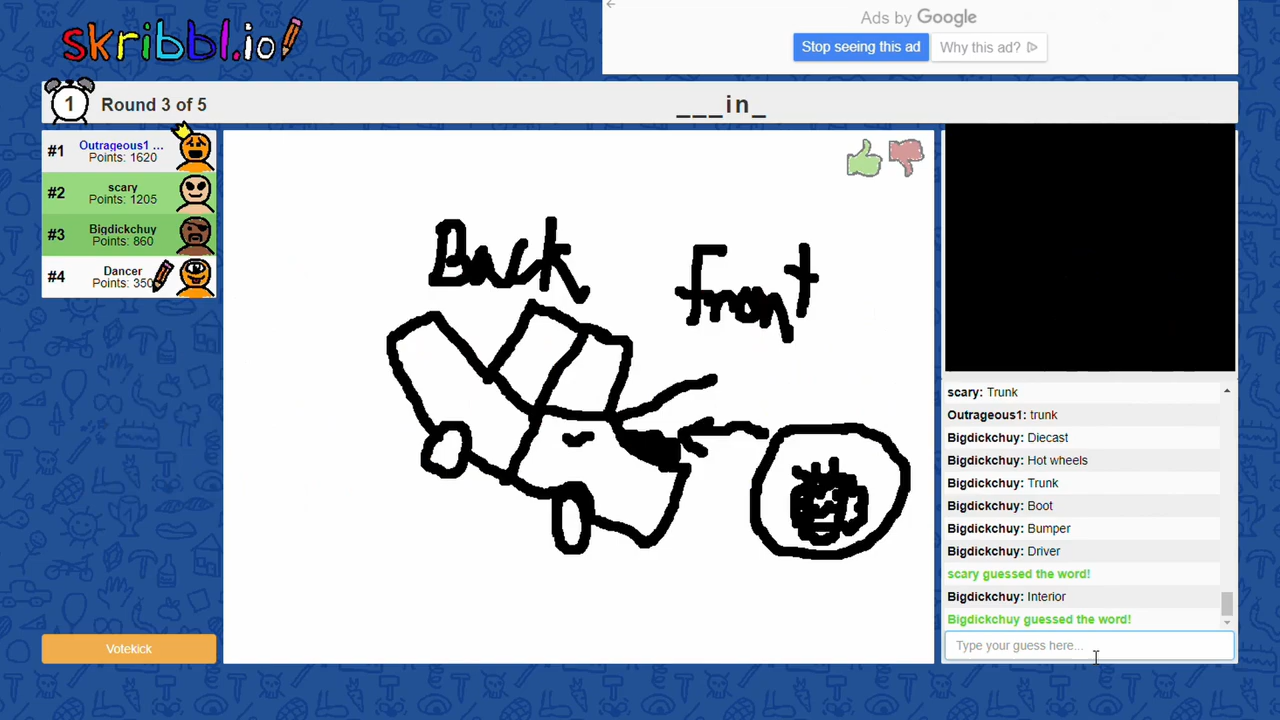 skribbl.io
Ads by Google
Stop seeing this ad
Why this ad?
1
Round 3 of 5
___in_
#1
Outrageous1 ...
Points: 1620
#2
scary
Points: 1205
#3
Bigdickchuy
Points: 860
#4
Dancer
Points: 350
Back
front
scary: Trunk
Outrageous1: trunk
Bigdickchuy: Diecast
Bigdickchuy: Hot wheels
Bigdickchuy: Trunk
Bigdickchuy: Boot
Bigdickchuy: Bumper
Bigdickchuy: Driver
scary guessed the word!
Bigdickchuy: Interior
Bigdickchuy guessed the word!
Type your guess here...
Votekick